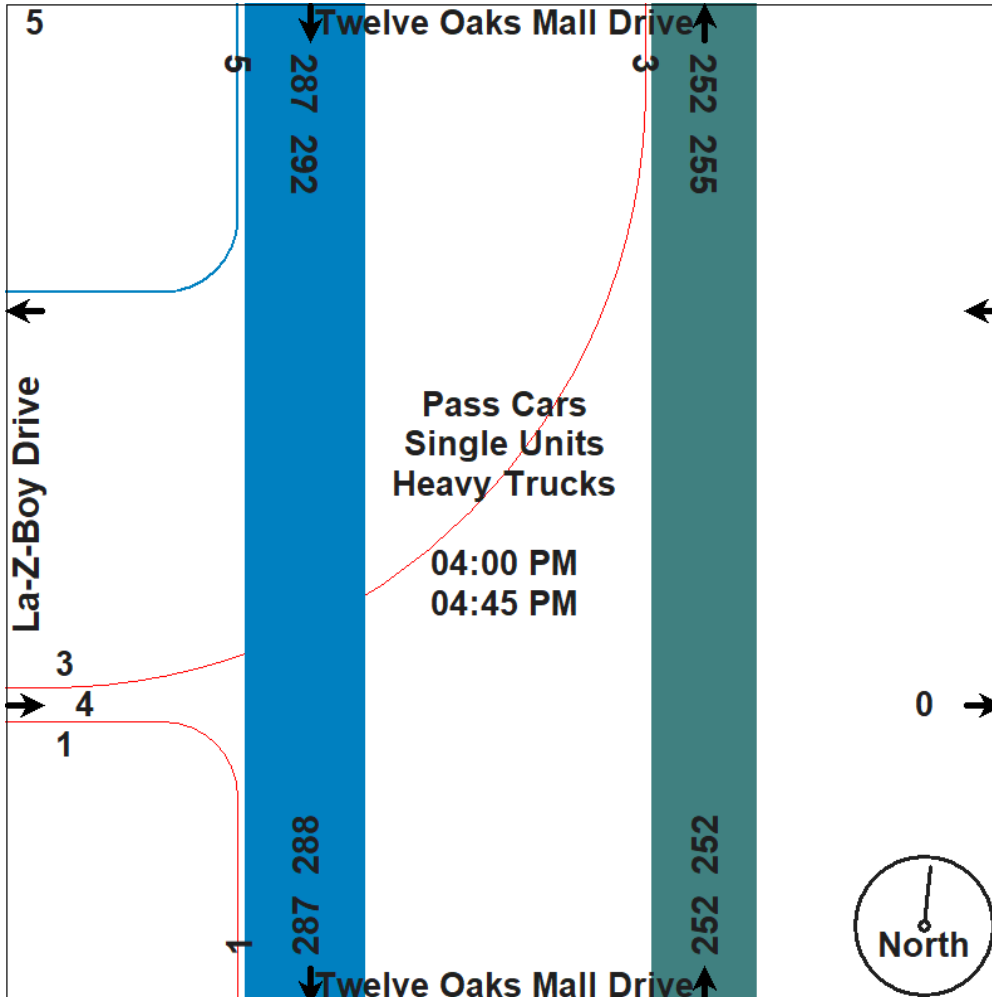 5
Twelve Oaks Mall Drive
5
287
292
3
252
255
La-Z-Boy Drive
Pass Cars
Single Units
Heavy Trucks
04:00 PM
04:45 PM
3
4
1
0
288
287
1
252
252
North
Twelve Oaks Mall Drive